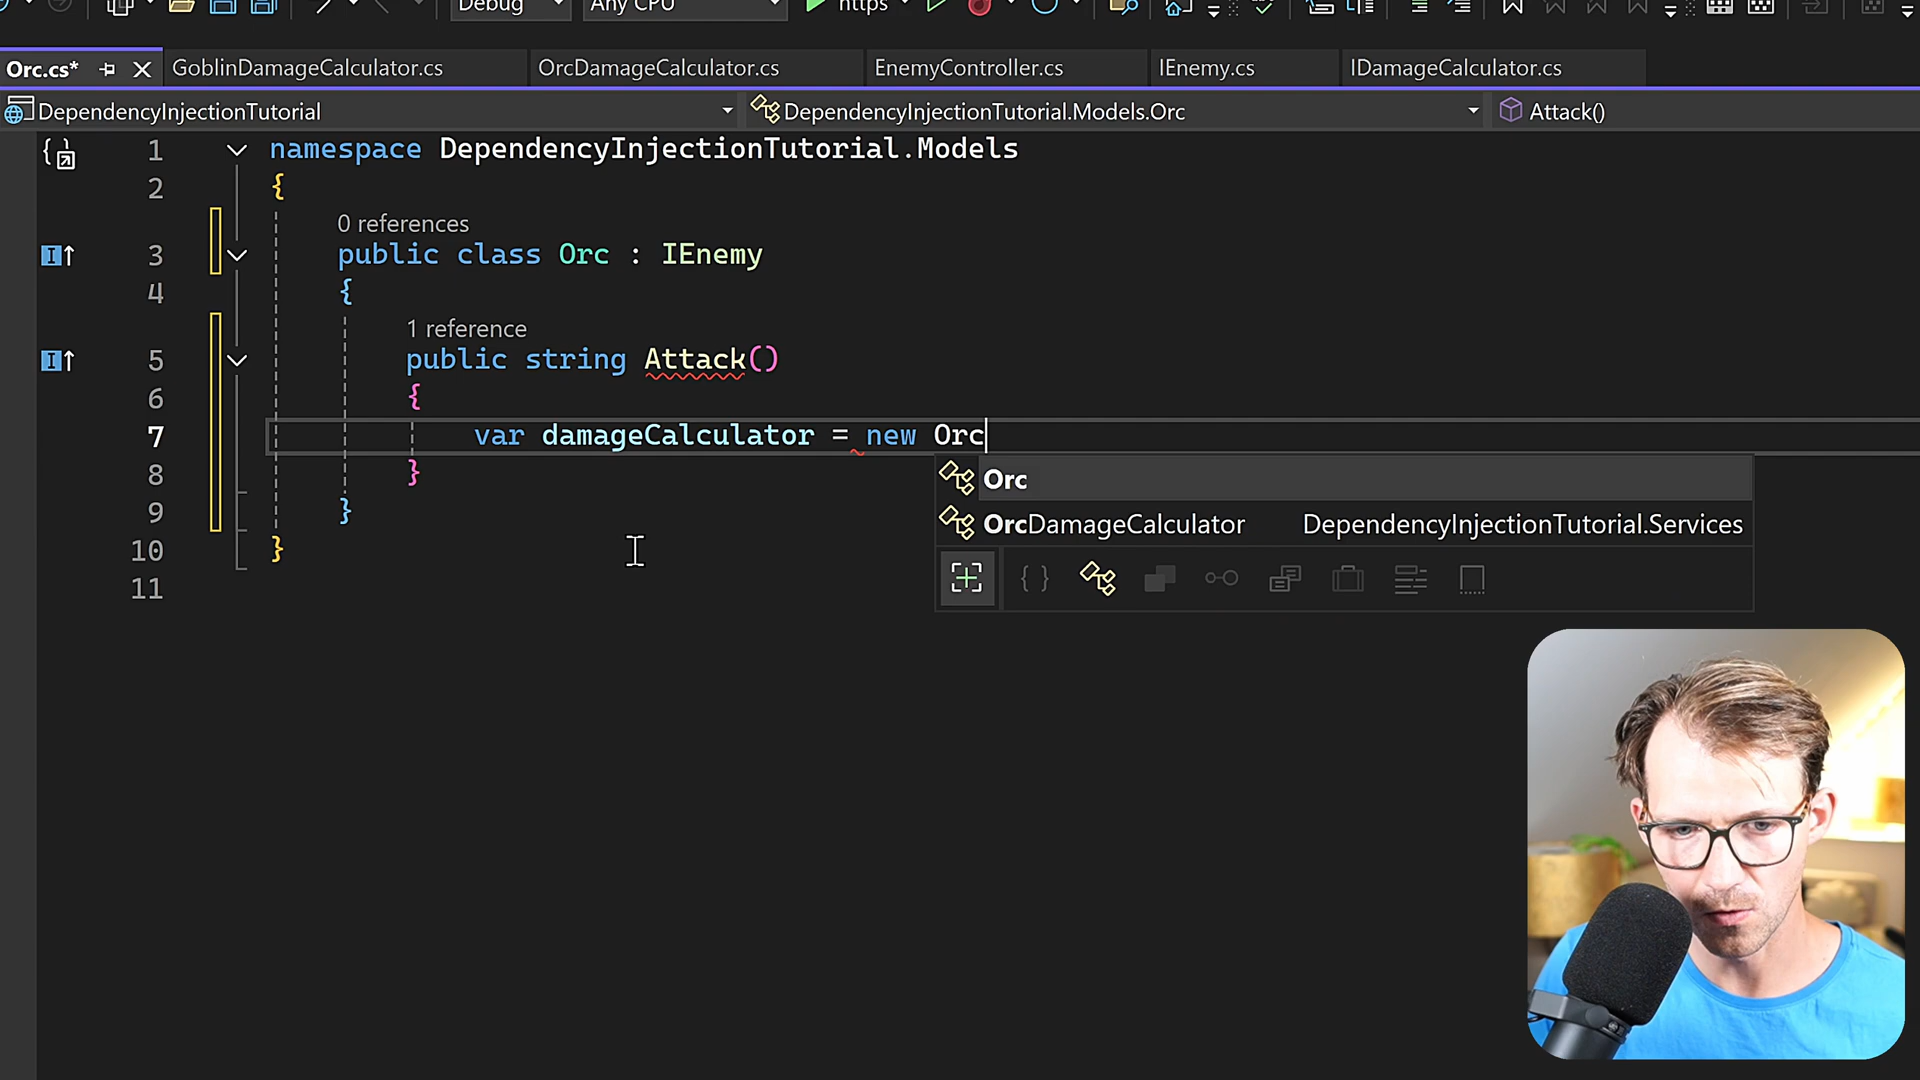 Debug Any CPU https
Orc.cs* GoblinDamageCalculator.cs OrcDamageCalculator.cs EnemyController.cs IEnemy.cs IDamageCalculator.cs
DependencyInjectionTutorial DependencyInjectionTutorial.Models.Orc Attack()
1 namespace DependencyInjectionTutorial.Models
2 {
0 references
3 public class Orc : IEnemy
4 {
1 reference
5 public string Attack()
6 {
7 var damageCalculator = new Orc
8 }
9 }
10 }
11
Orc
OrcDamageCalculator DependencyInjectionTutorial.Services